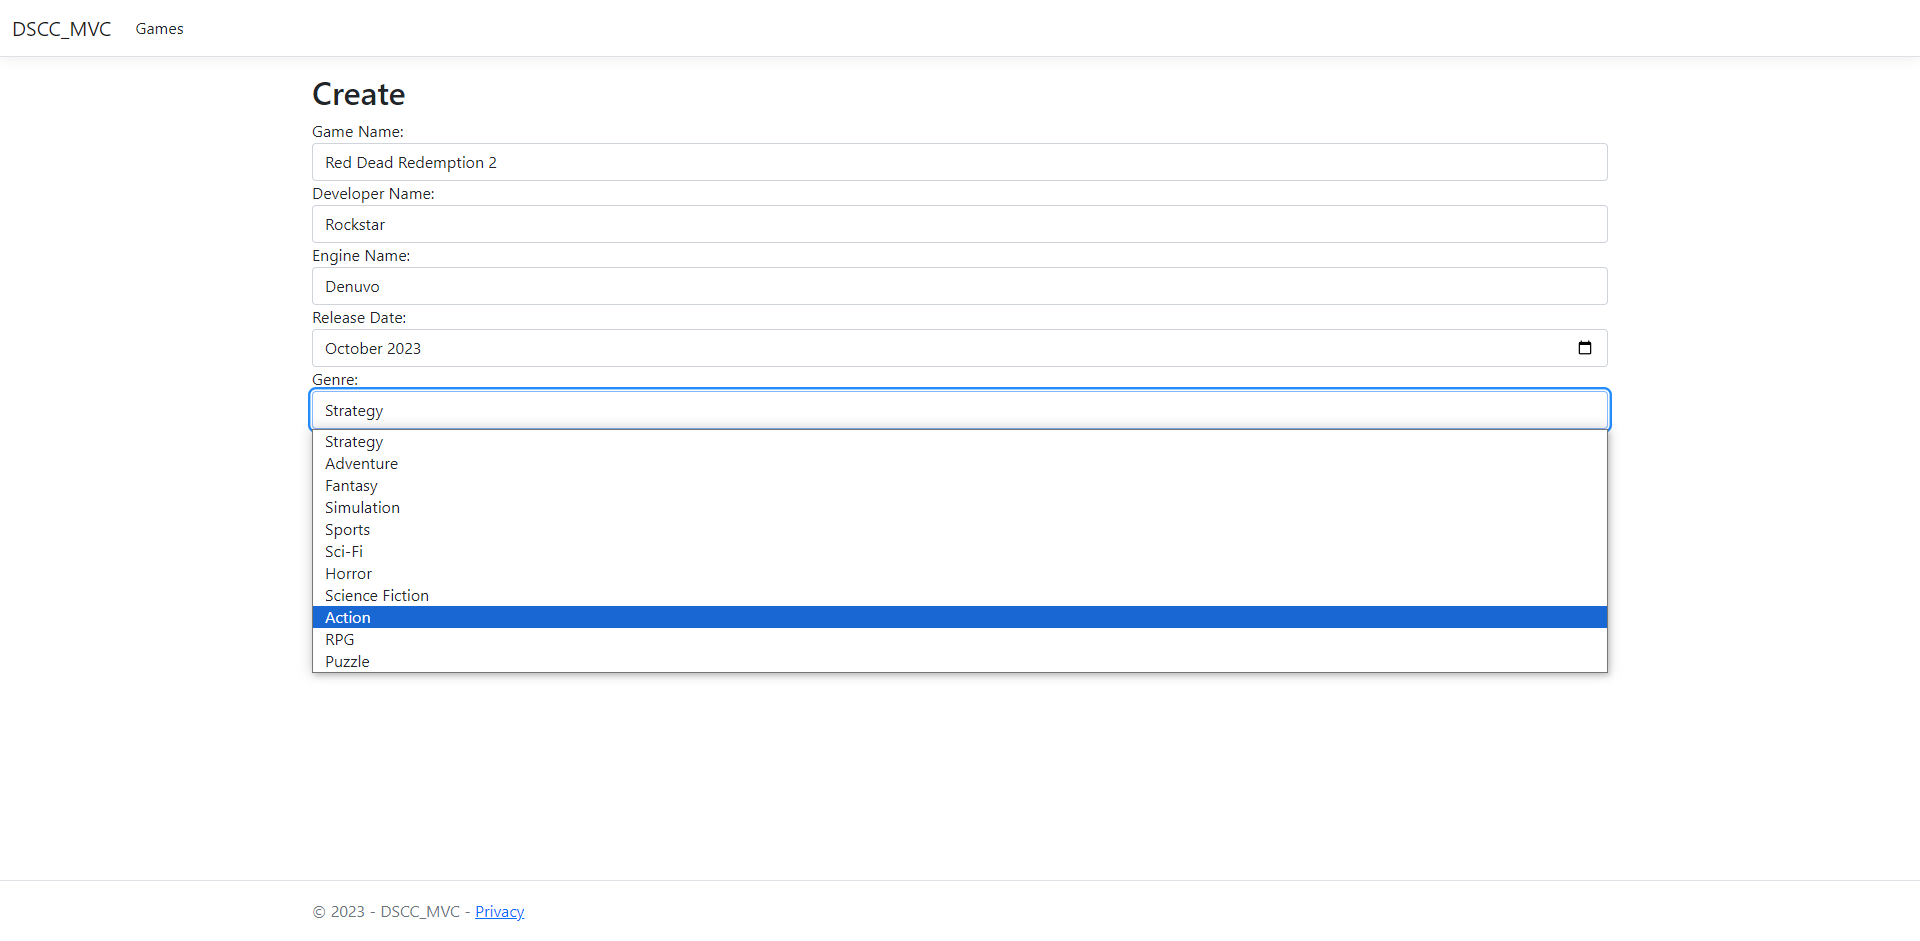 DSCC_MVC Games
Create
Game Name:
Red Dead Redemption 2
Developer Name:
Rockstar
Engine Name:
Denuvo
Release Date:
October 2023
Genre:
Strategy
Strategy
Adventure
Fantasy
Simulation
Sports
Sci-Fi
Horror
Science Fiction
Action
RPG
Puzzle
© 2023 - DSCC_MVC - Privacy